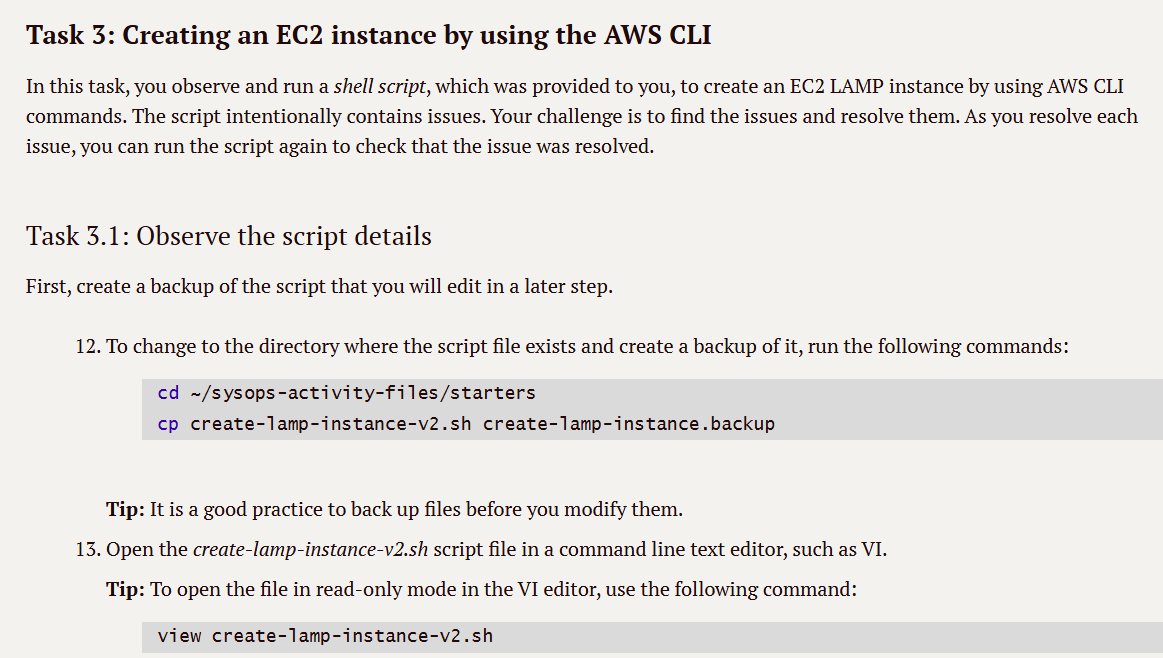 Task 3: Creating an EC2 instance by using the AWS CLI
In this task, you observe and run a shell script, which was provided to you, to create an EC2 LAMP instance by using AWS CLI
commands. The script intentionally contains issues. Your challenge is to find the issues and resolve them. As you resolve each
issue, you can run the script again to check that the issue was resolved.
Task 3.1: Observe the script details
First, create a backup of the script that you will edit in a later step.
12. To change to the directory where the script file exists and create a backup of it, run the following commands:
cd ~/sysops-activity-files/starters
cp create-lamp-instance-v2.sh create-lamp-instance.backup
Tip: It is a good practice to back up files before you modify them.
13. Open the create-lamp-instance-v2.sh script file in a command line text editor, such as VI.
Tip: To open the file in read-only mode in the VI editor, use the following command:
view create-lamp-instance-v2.sh